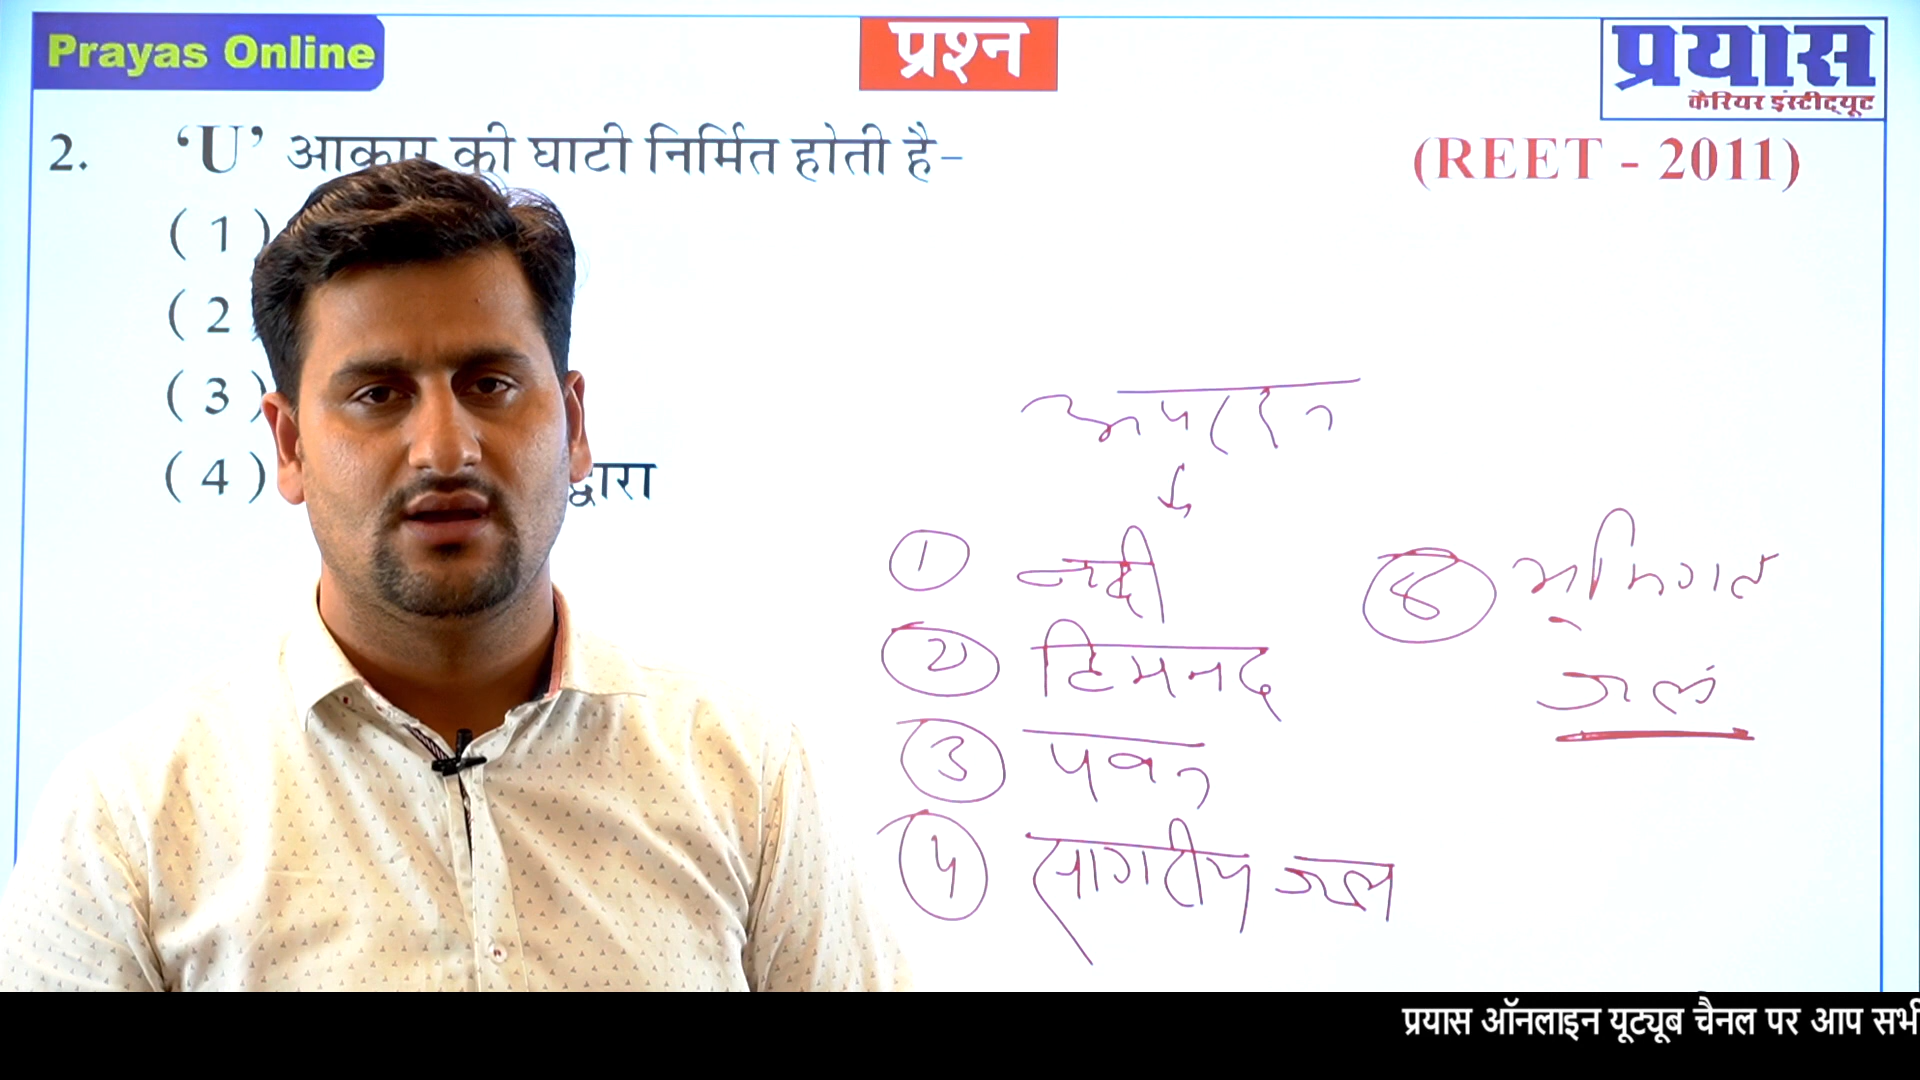 Prayas Online
प्रश्न
प्रयास
कैरियर इंस्टीट्यूट
2. ‘U’ आकार की घाटी निर्मित होती है-
(REET - 2011)
(1)
(2
(3)
(4) द्वारा
अपरदन
↓
1 नदी
2 हिमनद
3 पवन
4 सागरीय जल
भूमिगत
जल
प्रयास ऑनलाइन यूट्यूब चैनल पर आप सभी